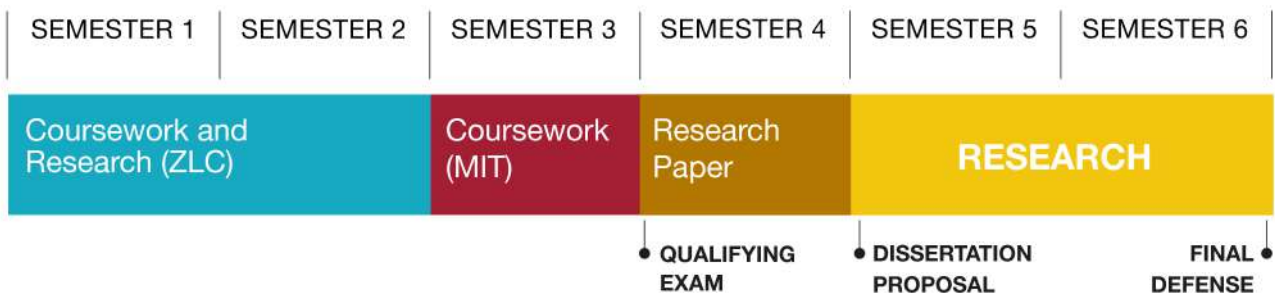 SEMESTER 1 SEMESTER 2 SEMESTER 3 SEMESTER 4 SEMESTER 5 SEMESTER 6
Coursework and
Research (ZLC)
Coursework
(MIT)
Research
Paper
RESEARCH
QUALIFYING
EXAM
DISSERTATION
PROPOSAL
FINAL
DEFENSE